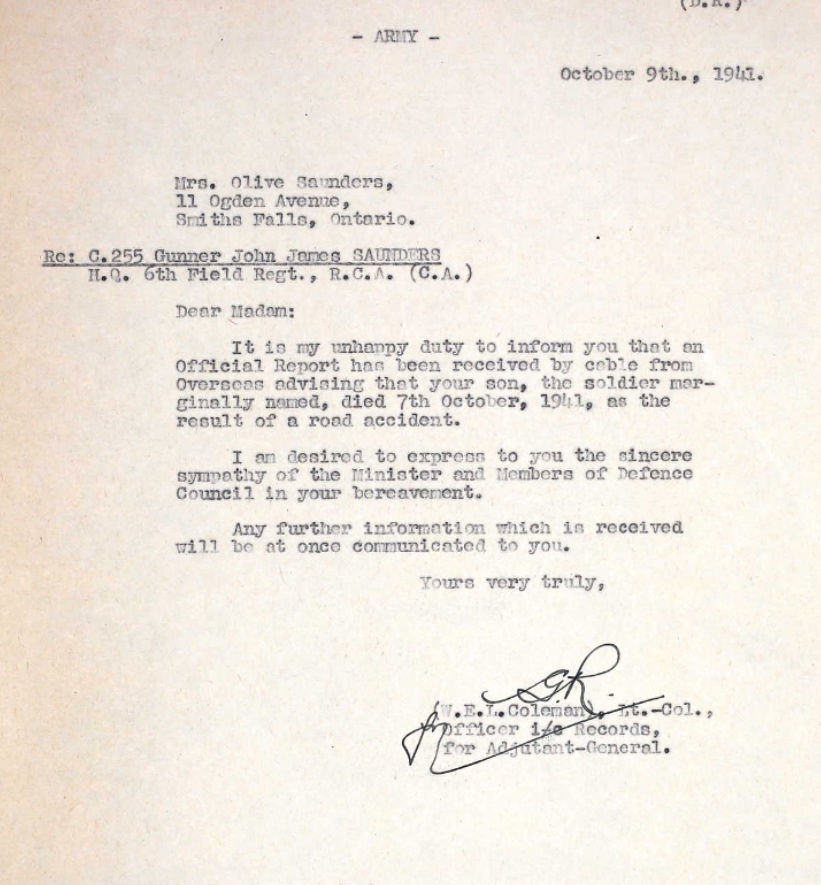 (D.R.)
- ARMY -
October 9th., 1941.
Mrs. Olive Saunders,
11 Ogden Avenue,
Smiths Falls, Ontario.
Re: C.255 Gunner John James SAUNDERS
H.Q. 6th Field Regt., R.C.A. (C.A.)
Dear Madam:
It is my unhappy duty to inform you that an
Official Report has been received by cable from
Overseas advising that your son, the soldier mar-
ginally named, died 7th October, 1941, as the
result of a road accident.
I am desired to express to you the sincere
sympathy of the Minister and Members of Defence
Council in your bereavement.
Any further information which is received
will be at once communicated to you.
Yours very truly,
(W.E.L.Coleman), Lt.-Col.,
Officer i/c Records,
for Adjutant-General.